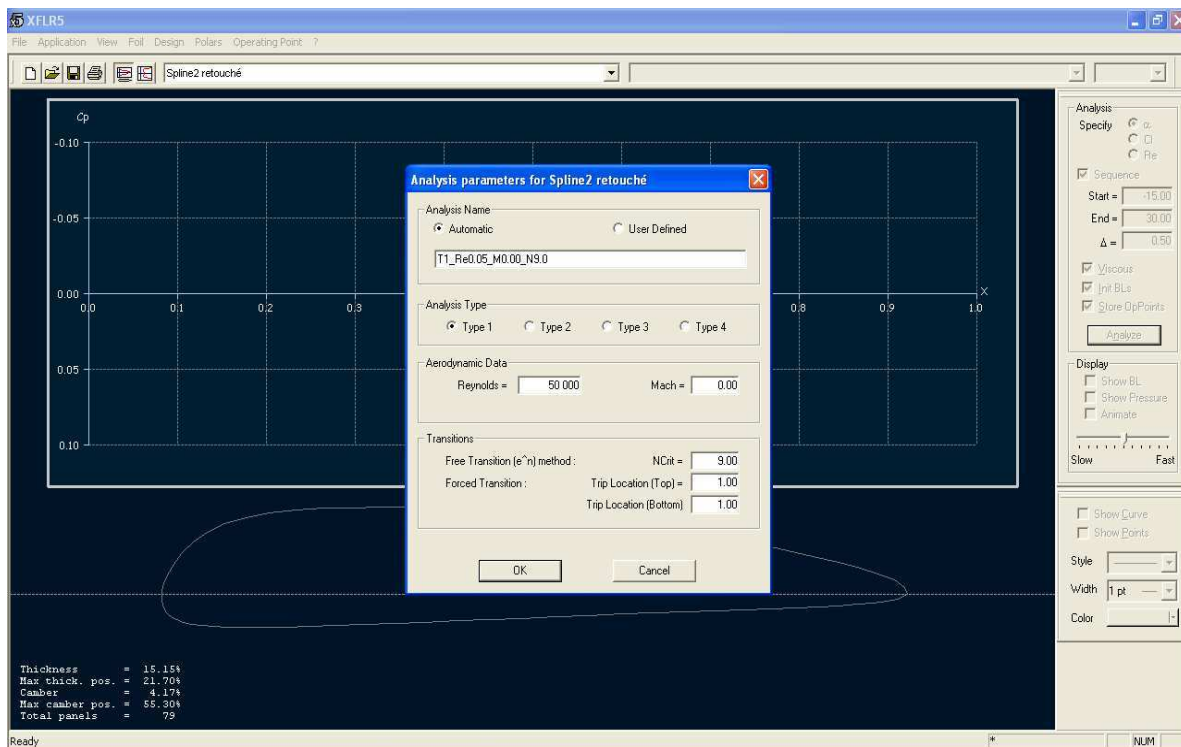 XFLR5
File Application View Foil Design Polars Operating Point ?
Spline2 retouché
Cp
-0.10
-0.05
0.00
0.05
0.10
0.0 0.1 0.2 0.3 0.8 0.9 1.0
X
Analysis parameters for Spline2 retouché
Analysis Name
Automatic User Defined
T1_Re0.05_M0.00_N9.0
Analysis Type
Type 1 Type 2 Type 3 Type 4
Aerodynamic Data
Reynolds = 50 000 Mach = 0.00
Transitions
Free Transition (e^n) method : NCrit = 9.00
Forced Transition : Trip Location (Top) = 1.00
Trip Location (Bottom) 1.00
OK Cancel
Analysis
Specify α
Cl
Re
Sequence
Start = -15.00
End = 30.00
Δ = 0.50
Viscous
Init BLs
Store OpPoints
Analyze
Display
Show BL
Show Pressure
Animate
Slow Fast
Show Curve
Show Points
Style
Width 1 pt
Color
Thickness = 15.15%
Max thick. pos. = 21.70%
Camber = 4.17%
Max camber pos. = 55.30%
Total panels = 79
Ready * NUM